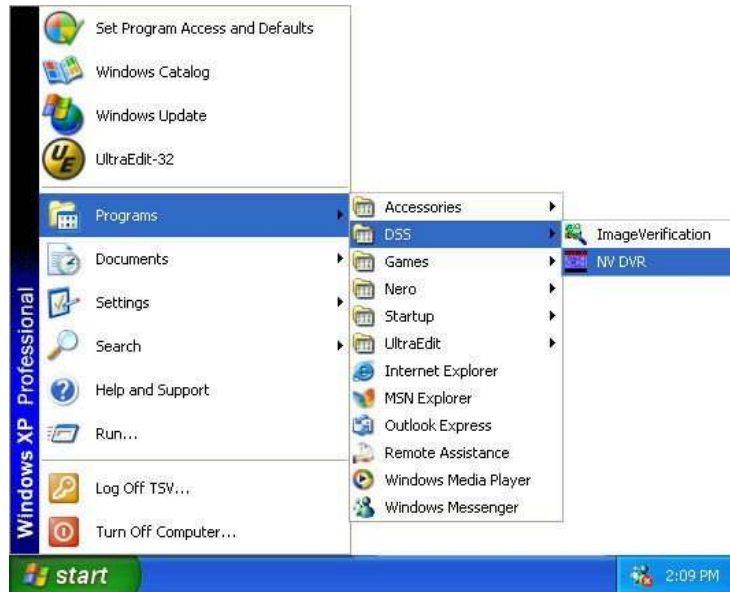 Set Program Access and Defaults
Windows Catalog
Windows Update
UE
UltraEdit-32
Programs
Documents
Settings
Search
Help and Support
Run...
Log Off TSV...
Turn Off Computer...
Windows XP Professional
Accessories
DSS
Games
Nero
Startup
UltraEdit
Internet Explorer
MSN Explorer
Outlook Express
Remote Assistance
Windows Media Player
Windows Messenger
ImageVerification
NV DVR
start
2:09 PM